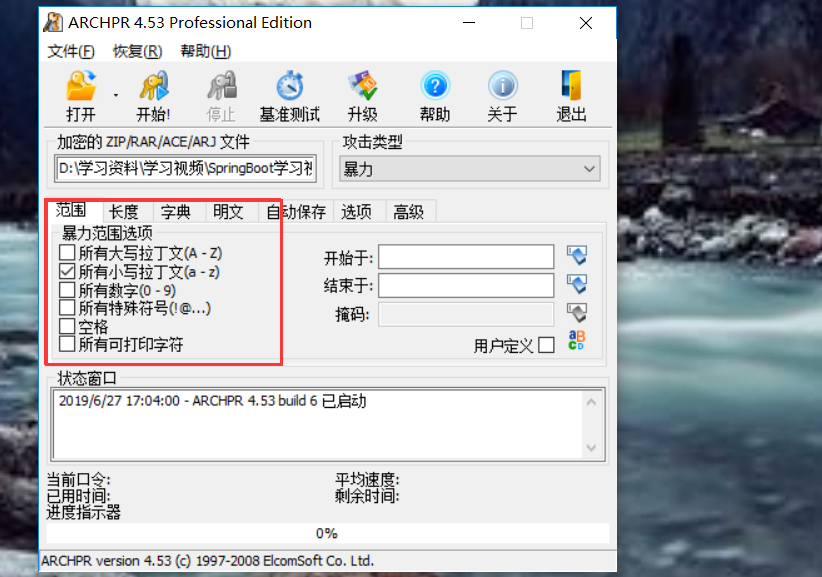 ARCHPR 4.53 Professional Edition
文件(F) 恢复(R) 帮助(H)
打开 开始! 停止 基准测试 升级 帮助 关于 退出
加密的 ZIP/RAR/ACE/ARJ 文件 攻击类型
D:\学习资料\学习视频\SpringBoot学习 暴力
范围 长度 字典 明文 自动保存 选项 高级
暴力范围选项
所有大写拉丁文(A - Z)
所有小写拉丁文(a - z)
所有数字(0 - 9)
所有特殊符号(!@...)
空格
所有可打印字符
开始于:
结束于:
掩码:
用户定义
状态窗口
2019/6/27 17:04:00 - ARCHPR 4.53 build 6 已启动
当前口令: 平均速度:
已用时间: 剩余时间:
进度指示器
0%
ARCHPR version 4.53 (c) 1997-2008 ElcomSoft Co. Ltd.